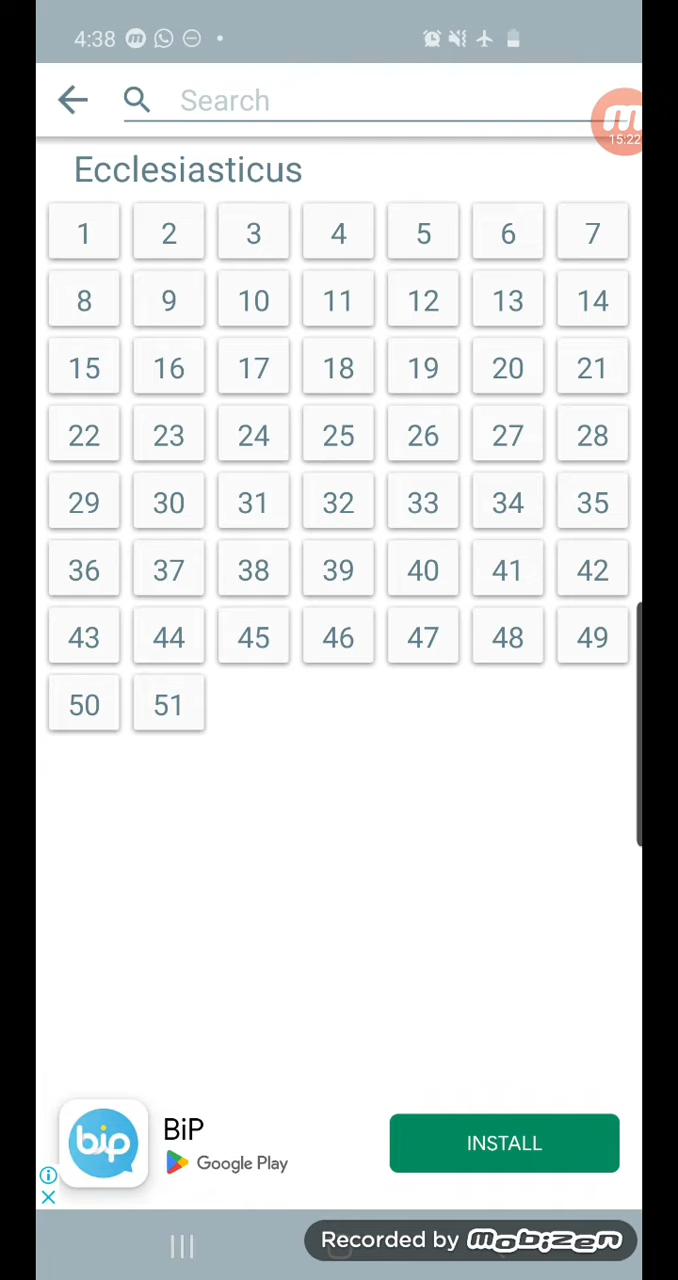 4:38
Search
15:22
Ecclesiasticus
1 2 3 4 5 6 7
8 9 10 11 12 13 14
15 16 17 18 19 20 21
22 23 24 25 26 27 28
29 30 31 32 33 34 35
36 37 38 39 40 41 42
43 44 45 46 47 48 49
50 51
bip
BiP
Google Play
INSTALL
Recorded by mobizen